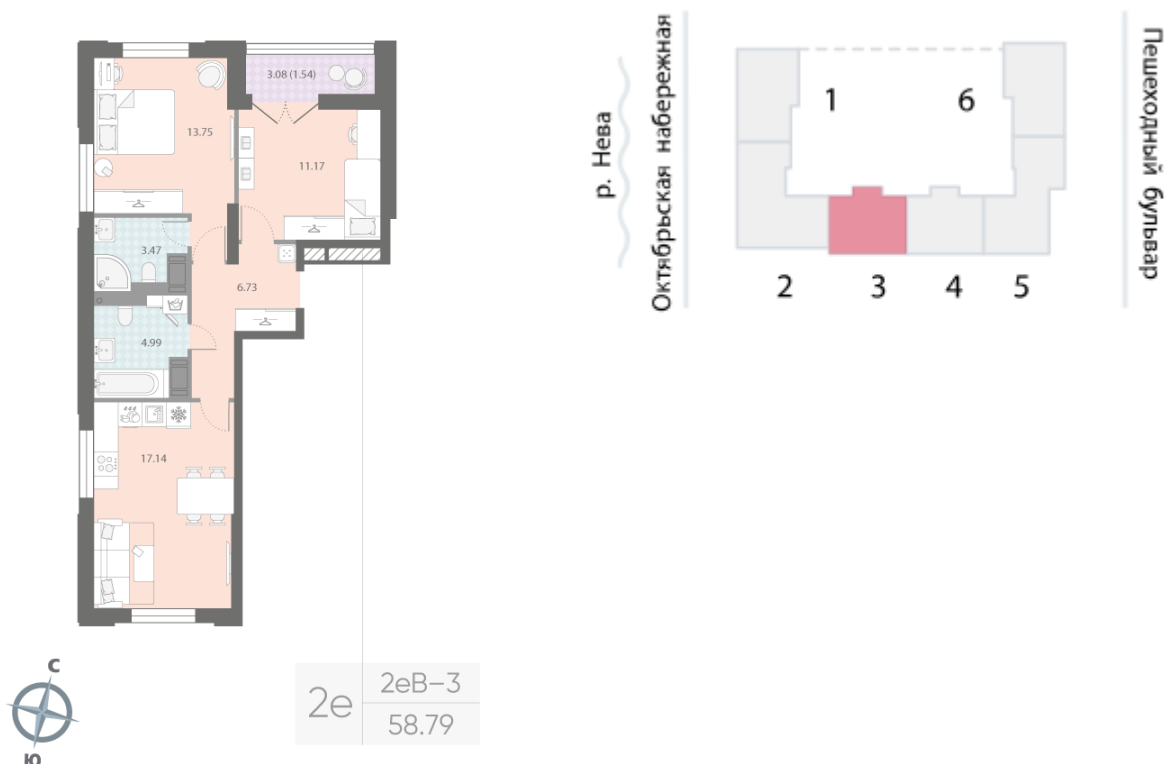 3.08 (1.54)
13.75
11.17
3.47
6.73
4.99
17.14
С
Ю
2е
2еВ–3
58.79
р. Нева
Октябрьская набережная
1
6
2
3
4
5
Пешеходный бульвар